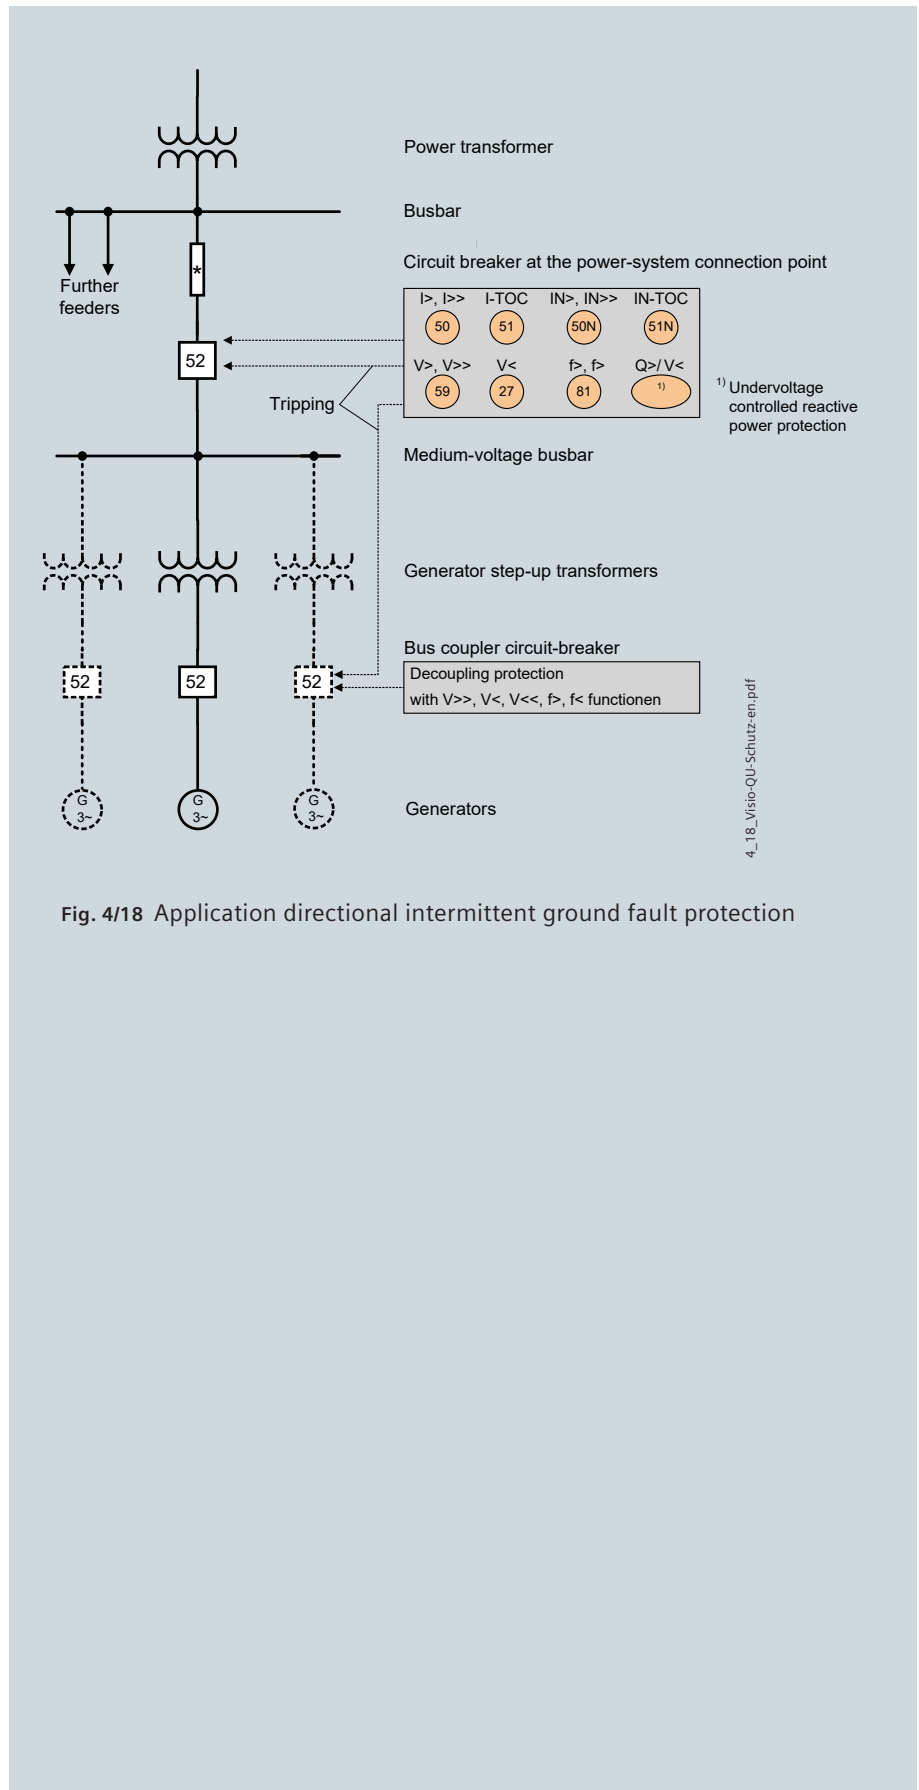 Power transformer
Busbar
Circuit breaker at the power-system connection point
*
Further
feeders
I>, I>> I-TOC IN>, IN>> IN-TOC
50 51 50N 51N
52
V>, V>> V< f>, f> Q>/ V<
59 27 81 1)
1) Undervoltage
controlled reactive
power protection
Tripping
Medium-voltage busbar
Generator step-up transformers
Bus coupler circuit-breaker
52 52 52
Decoupling protection
with V>>, V<, V<<, f>, f< functionen
G G G
3~ 3~ 3~
Generators
4_18_Visio-QU-Schutz-en.pdf
Fig. 4/18 Application directional intermittent ground fault protection